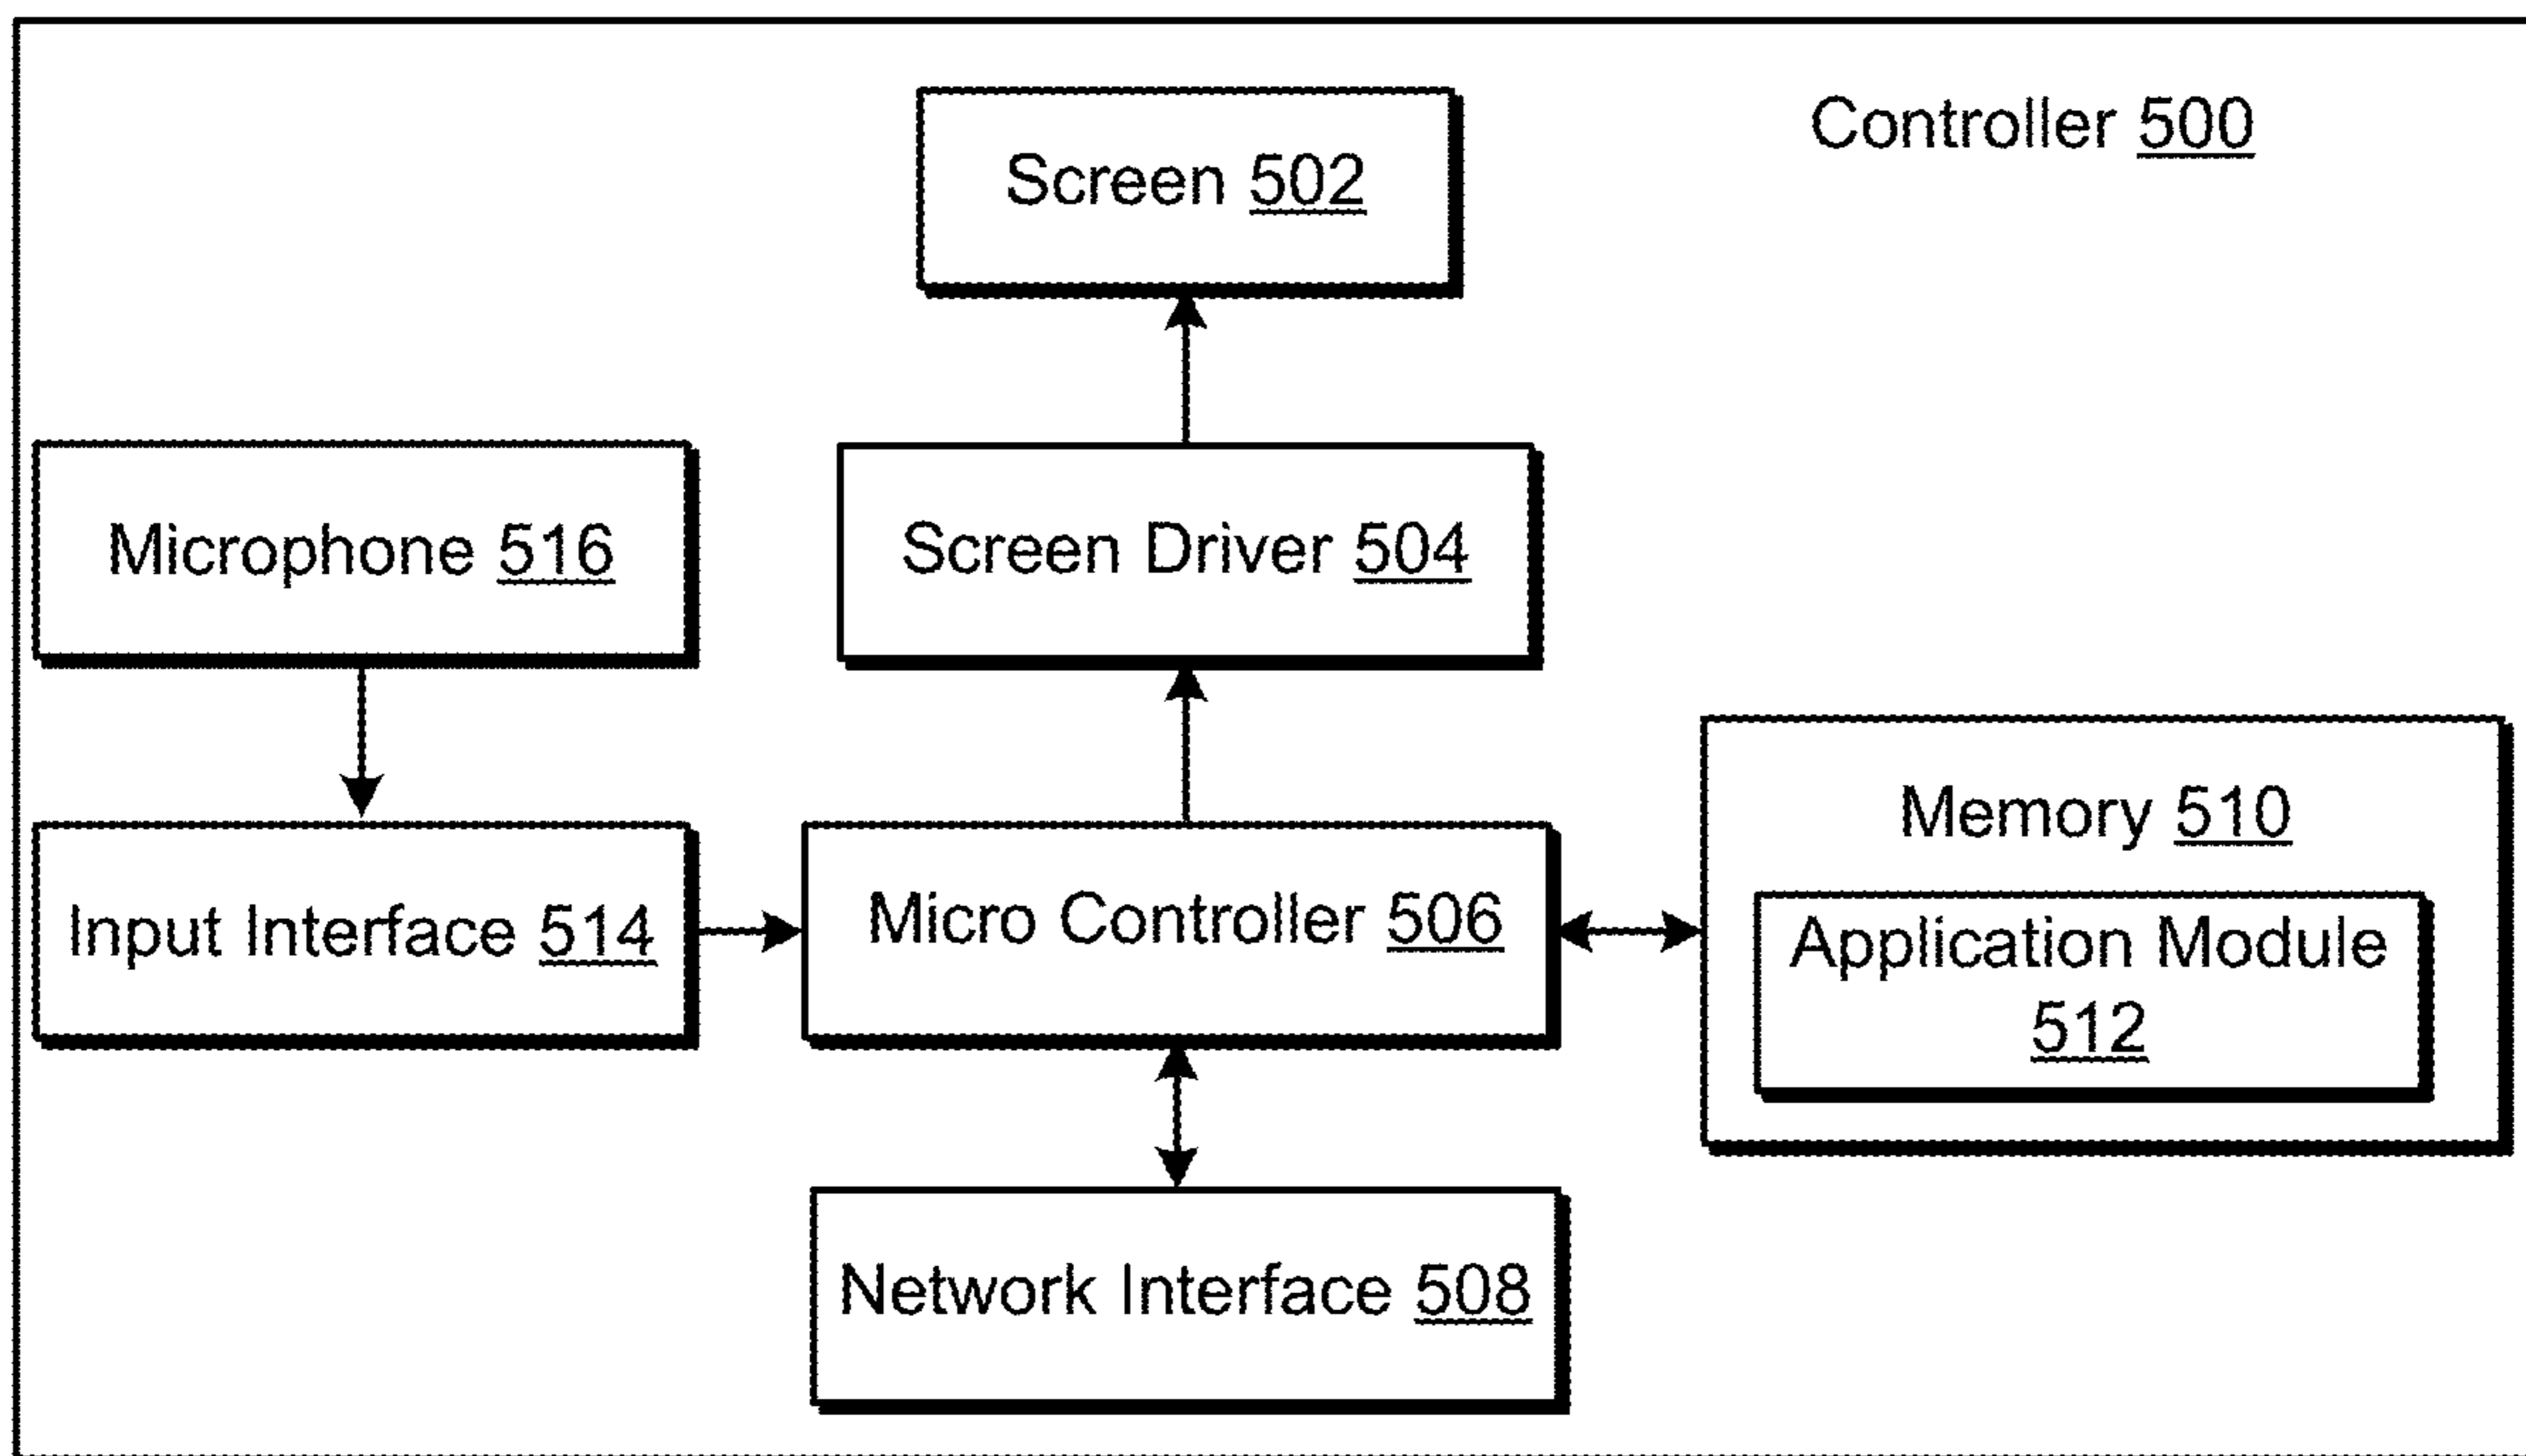 Controller 500
Screen 502
Microphone 516
Screen Driver 504
Memory 510
Input Interface 514
Micro Controller 506
Application Module
512
Network Interface 508